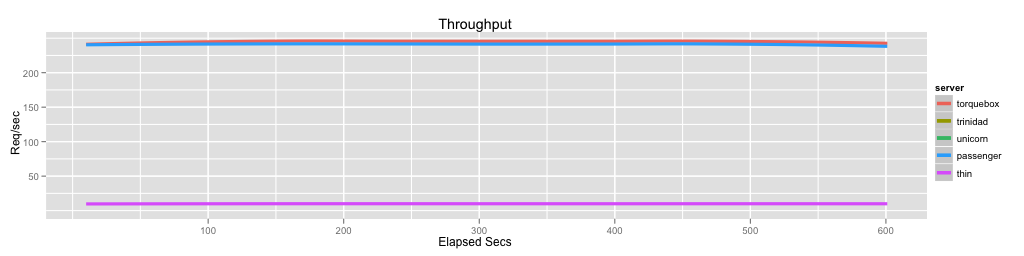 Throughput
Req/sec
200
150
100
50
100 200 300 400 500 600
Elapsed Secs
server
torquebox
trinidad
unicorn
passenger
thin